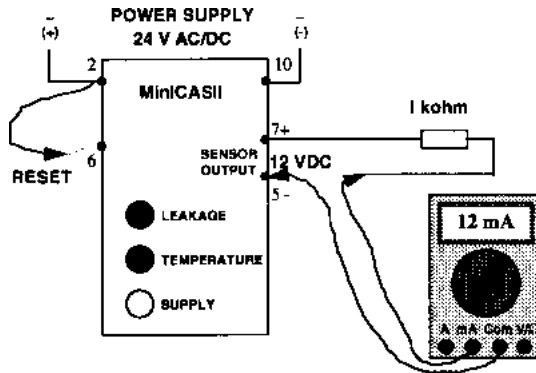 POWER SUPPLY
24 V AC/DC
~
(+)
~
(-)
2
10
MiniCASII
7+
1 kohm
6
SENSOR
OUTPUT
12 VDC
RESET
5 -
LEAKAGE
12 mA
TEMPERATURE
SUPPLY
A mA Com V/Ω